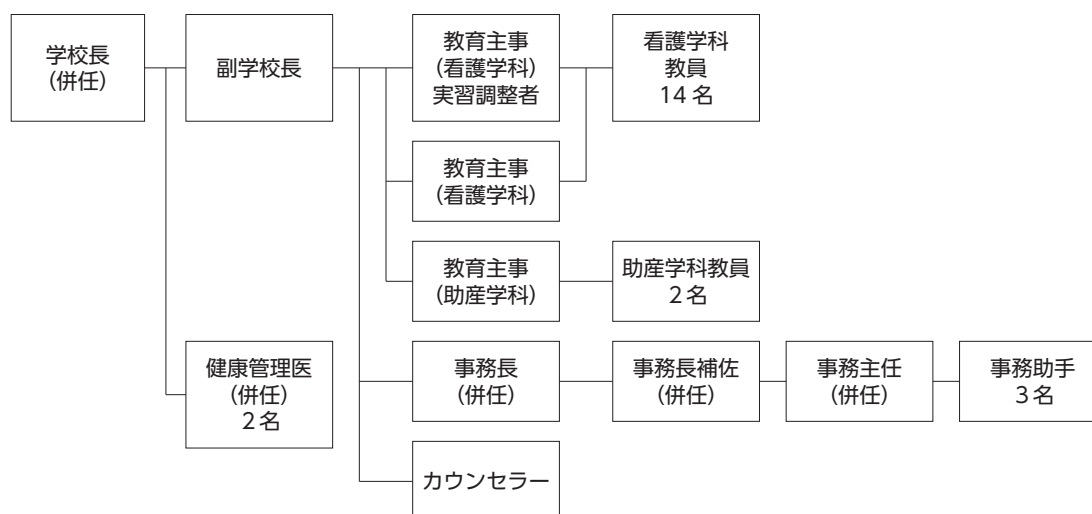 学校長
(併任)
副学校長
教育主事
(看護学科)
実習調整者
看護学科
教員
14名
教育主事
(看護学科)
教育主事
(助産学科)
助産学科教員
2名
健康管理医
(併任)
2名
事務長
(併任)
事務長補佐
(併任)
事務主任
(併任)
事務助手
3名
カウンセラー